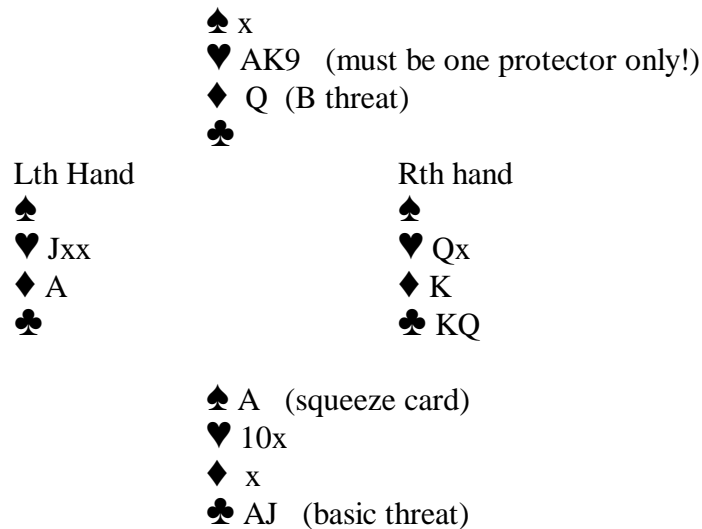 ♠ x
♥ AK9 (must be one protector only!)
♦ Q (B threat)
♣
Lth Hand Rth hand
♠ ♠
♥ Jxx ♥ Qx
♦ A ♦ K
♣ ♣ KQ
♠ A (squeeze card)
♥ 10x
♦ x
♣ AJ (basic threat)